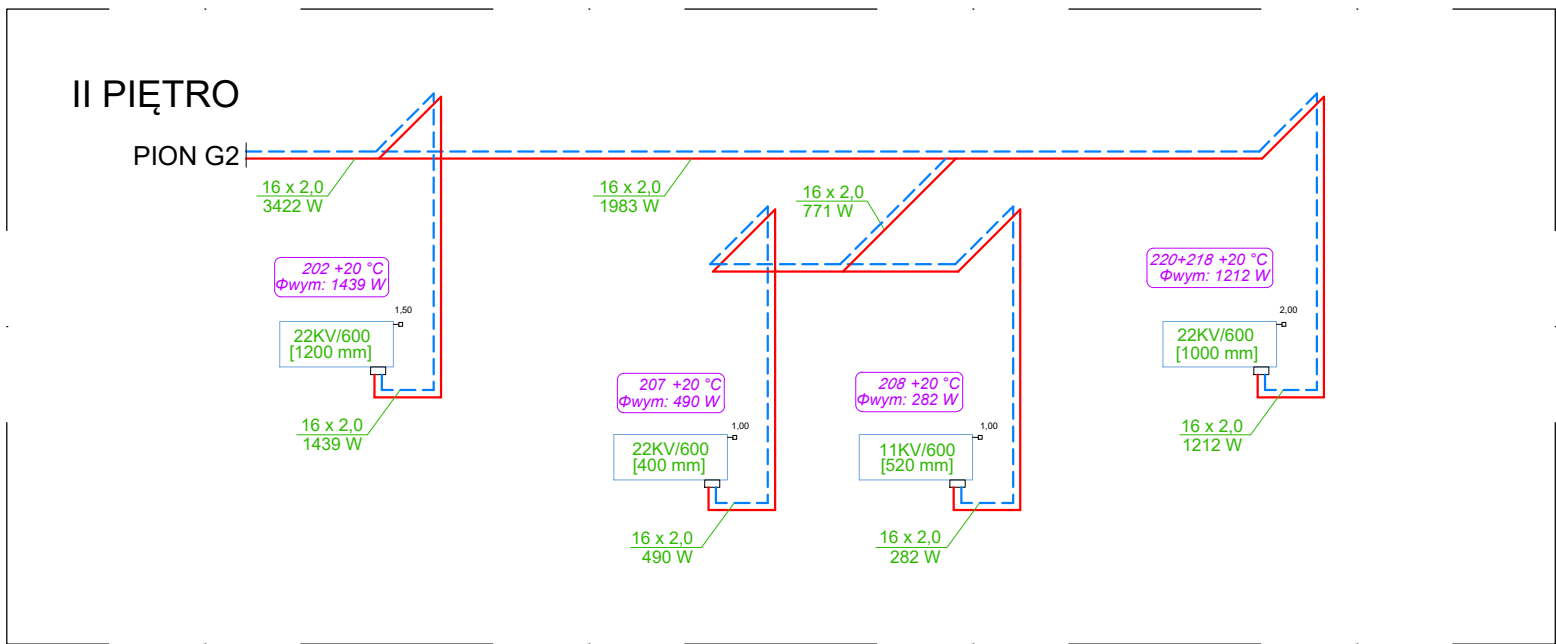 II PIĘTRO
PION G2
16 x 2,0
3422 W
16 x 2,0
1983 W
16 x 2,0
771 W
202 +20 °C
Φwym: 1439 W
1,50
22KV/600
[1200 mm]
16 x 2,0
1439 W
207 +20 °C
Φwym: 490 W
1,00
22KV/600
[400 mm]
16 x 2,0
490 W
208 +20 °C
Φwym: 282 W
1,00
11KV/600
[520 mm]
16 x 2,0
282 W
220+218 +20 °C
Φwym: 1212 W
2,00
22KV/600
[1000 mm]
16 x 2,0
1212 W